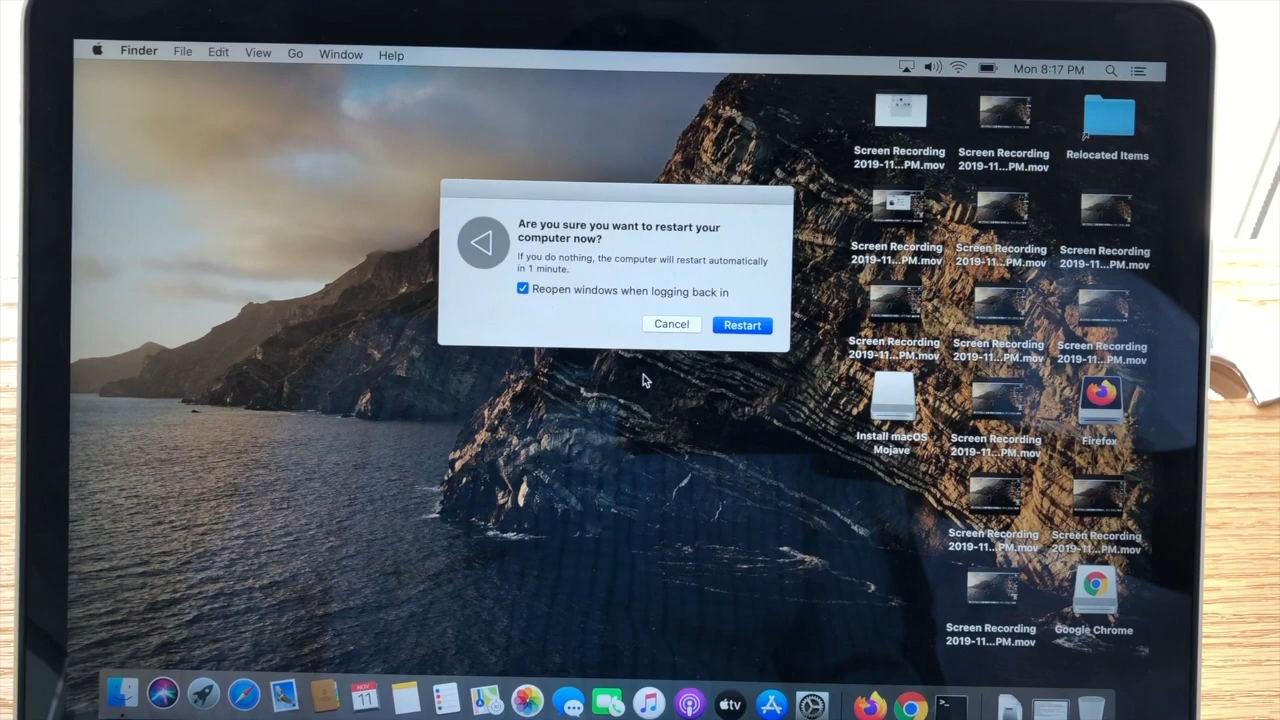 Finder File Edit View Go Window Help
Mon 8:17 PM
Are you sure you want to restart your
computer now?
If you do nothing, the computer will restart automatically
in 1 minute.
Reopen windows when logging back in
Cancel Restart
Screen Recording
2019-11...PM.mov
Screen Recording
2019-11...PM.mov
Relocated Items
Screen Recording
2019-11...PM.mov
Screen Recording
2019-11...PM.mov
Screen Recording
2019-11...PM.mov
Screen Recording
2019-11...PM.mov
Screen Recording
2019-11...PM.mov
Screen Recording
2019-11...PM.mov
Install macOS
Mojave
Screen Recording
2019-11...PM.mov
Firefox
Screen Recording
2019-11...PM.mov
Screen Recording
2019-11...PM.mov
Screen Recording
2019-11...PM.mov
Google Chrome
NOV
11
tv